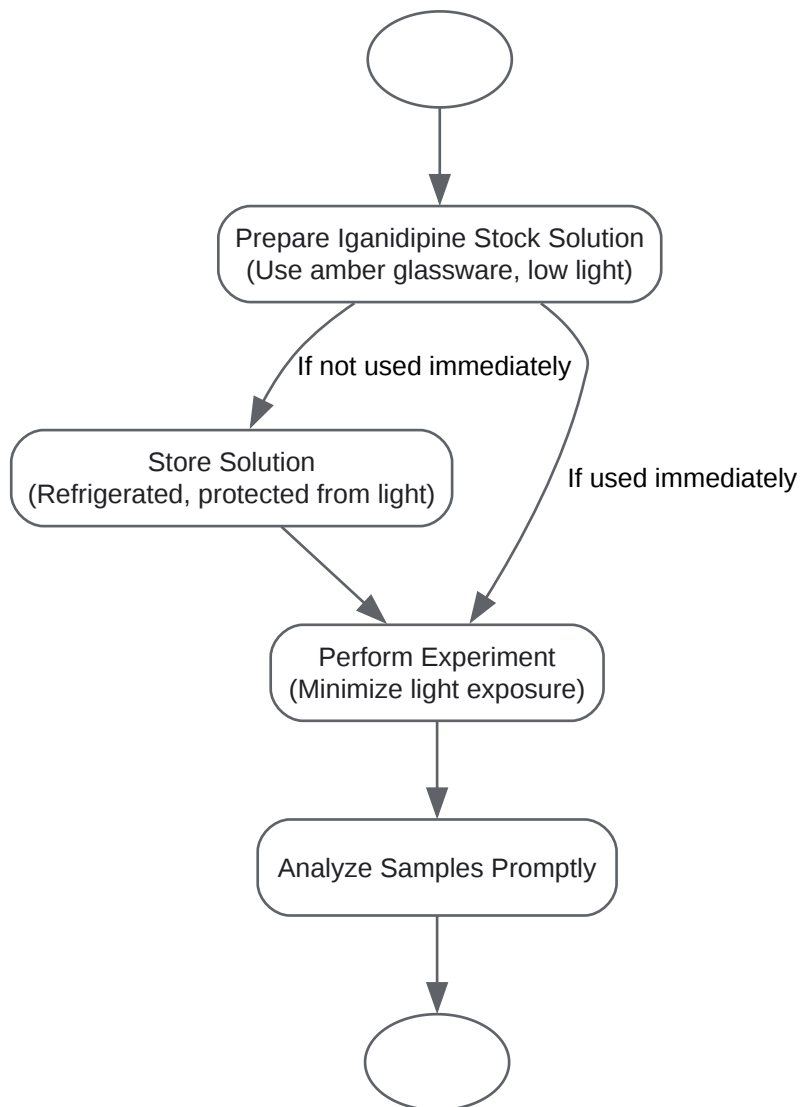 Prepare Iganidipine Stock Solution
(Use amber glassware, low light)
If not used immediately
Store Solution
(Refrigerated, protected from light)
If used immediately
Perform Experiment
(Minimize light exposure)
Analyze Samples Promptly